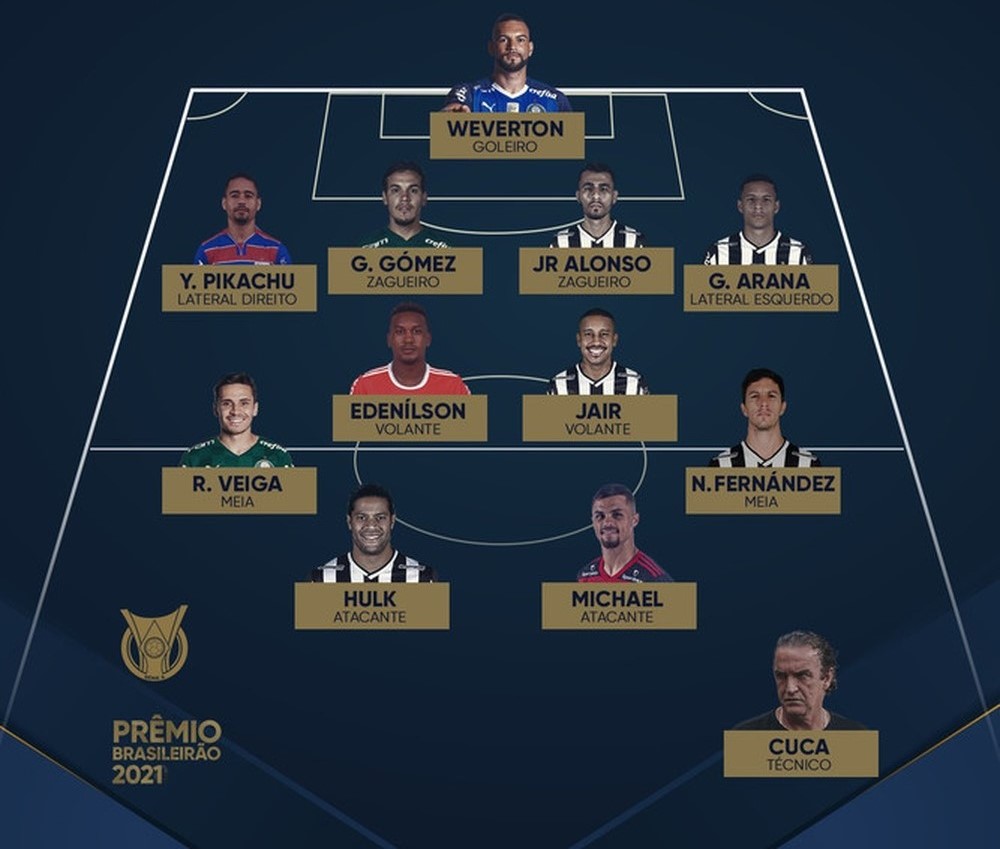 WEVERTON
GOLEIRO
Y. PIKACHU
LATERAL DIREITO
G. GÓMEZ
ZAGUEIRO
JR ALONSO
ZAGUEIRO
G. ARANA
LATERAL ESQUERDO
EDENÍLSON
VOLANTE
JAIR
VOLANTE
R. VEIGA
MEIA
N.FERNÁNDEZ
MEIA
HULK
ATACANTE
MICHAEL
ATACANTE
PRÊMIO
BRASILEIRÃO
2021
CUCA
TÉCNICO